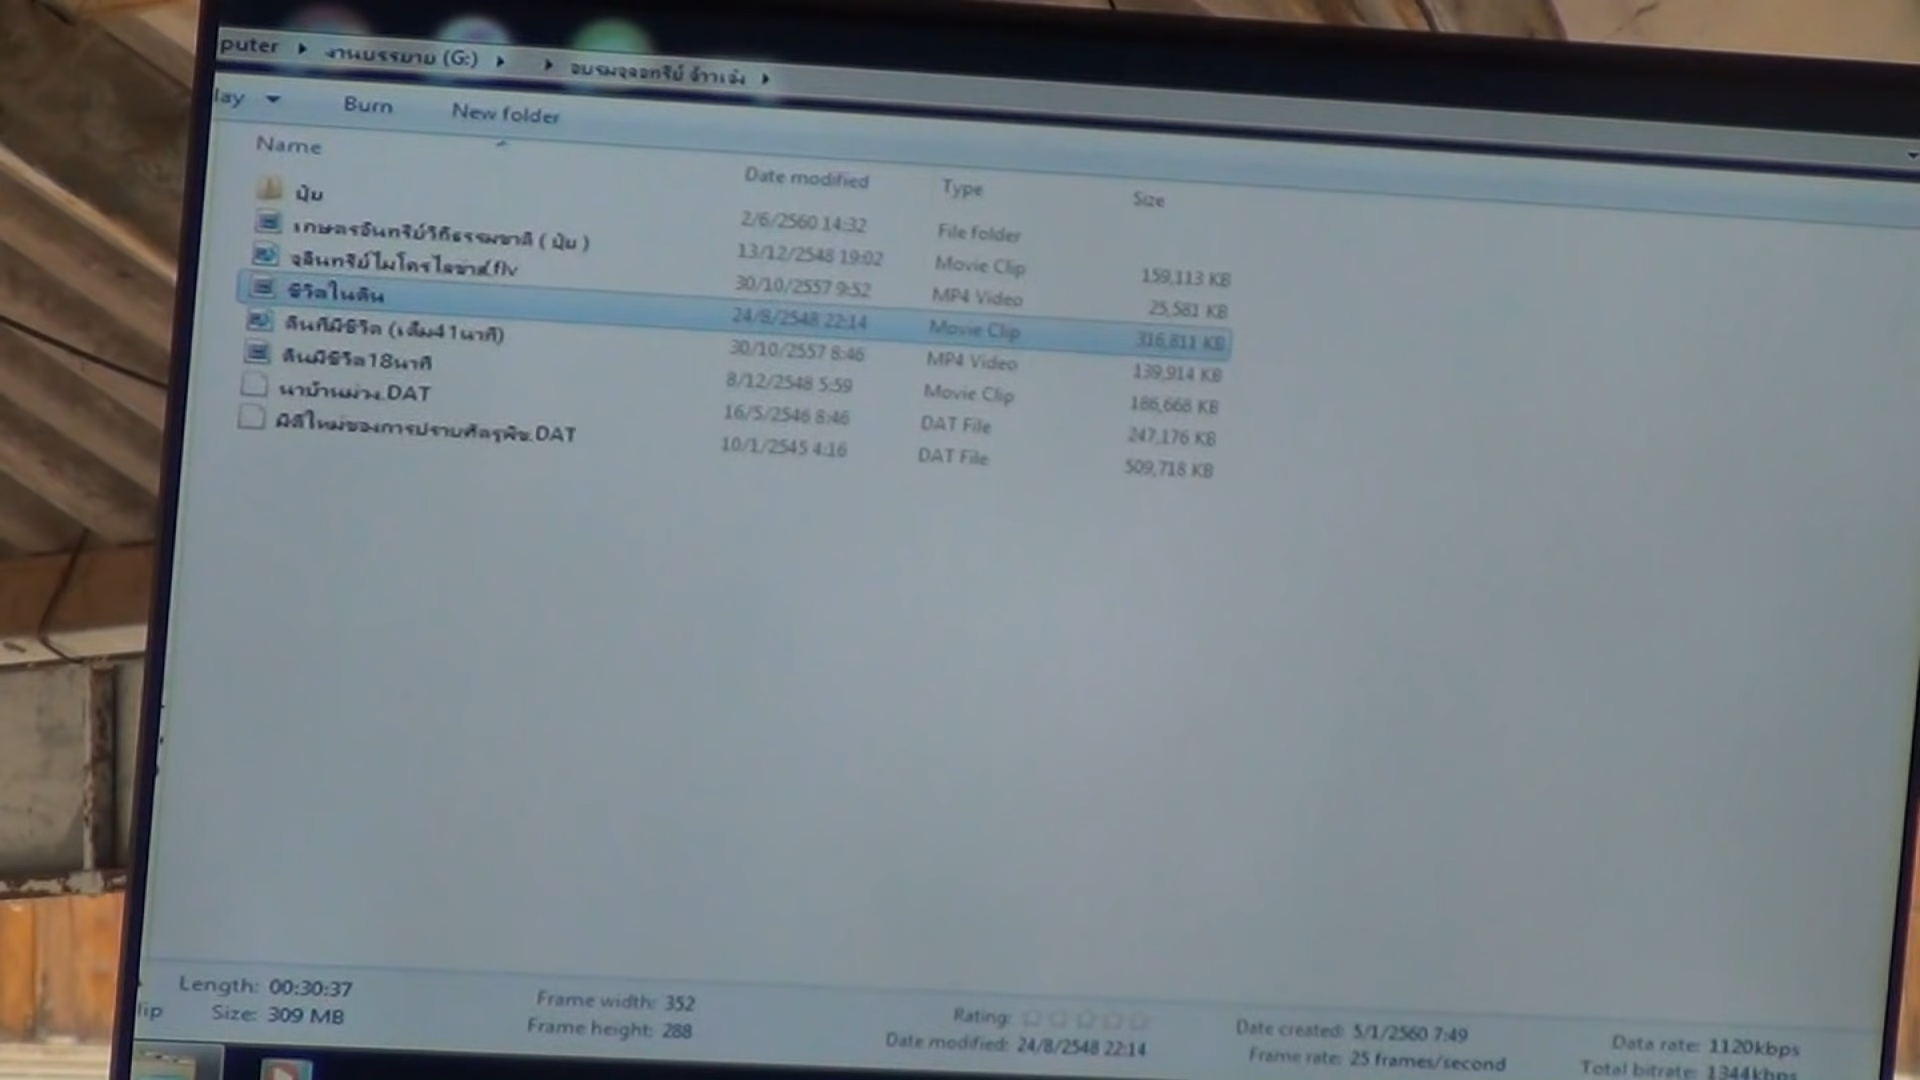 puter ▸ งานบรรยาย (G:) ▸ ▸ อบรมจุลอทรีย์ ▸
lay Burn New folder
Name Date modified Type Size
ปุ๋ย 2/6/2560 14:32 File folder
เกษตรอินทรีย์วิถีธรรมชาติ ( ปุ๋ย ) 13/12/2548 19:02 Movie Clip 159,113 KB
จุลินทรีย์ไมโครไลซ่าส์.flv 30/10/2557 9:52 MP4 Video 25,581 KB
ชีวิตในดิน 24/8/2548 22:14 Movie Clip 316,811 KB
ดินที่มีชีวิต (เต็ม41นาที) 30/10/2557 8:46 MP4 Video 139,914 KB
ดินมีชีวิต18นาที 8/12/2548 5:59 Movie Clip 186,668 KB
นาบ้านม่วง.DAT 16/5/2546 8:46 DAT File 247,176 KB
มิติใหม่ของการปราบศัตรูพืช.DAT 10/1/2545 4:16 DAT File 509,718 KB
Length: 00:30:37 Frame width: 352 Rating: Date created: 5/1/2560 7:49 Data rate: 1120kbps
lip Size: 309 MB Frame height: 288 Date modified: 24/8/2548 22:14 Frame rate: 25 frames/second Total bitrate: 1344kbps